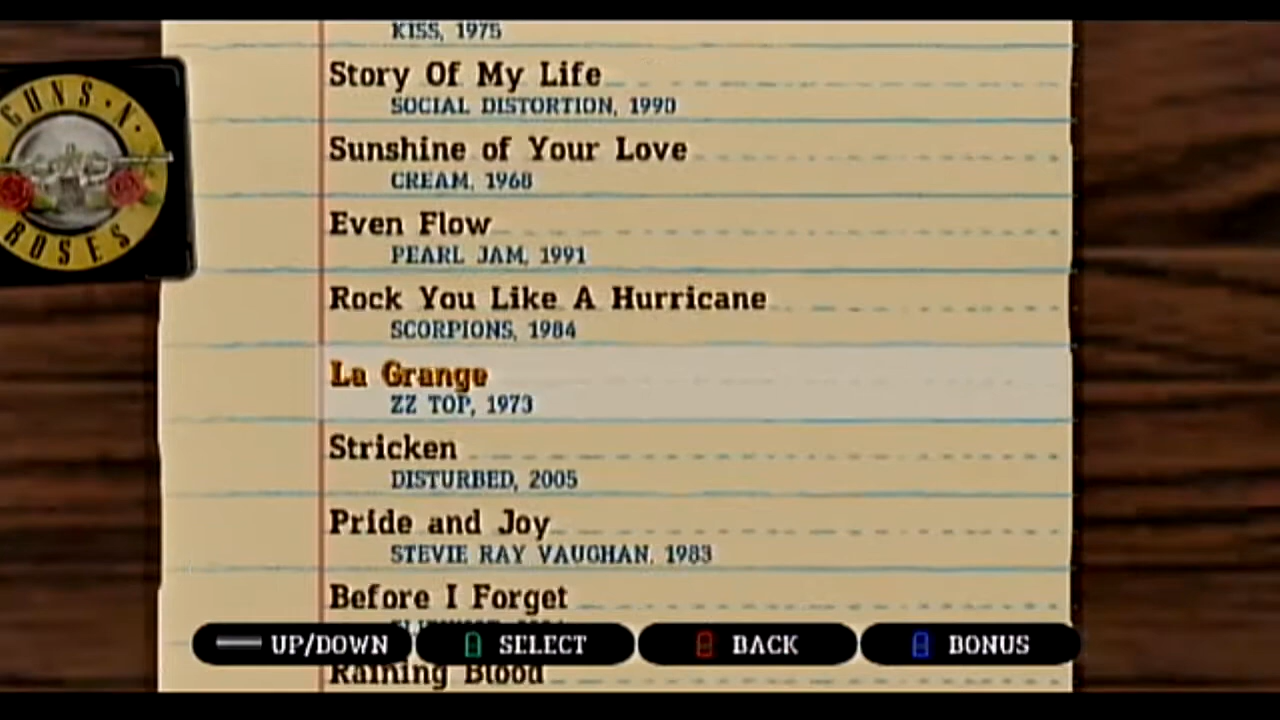 KISS, 1975
GUNS · N ·
ROSES
Story Of My Life
SOCIAL DISTORTION, 1990
Sunshine of Your Love
CREAM, 1968
Even Flow
PEARL JAM, 1991
Rock You Like A Hurricane
SCORPIONS, 1984
La Grange
ZZ TOP, 1973
Stricken
DISTURBED, 2005
Pride and Joy
STEVIE RAY VAUGHAN, 1983
Before I Forget
UP/DOWN SELECT BACK BONUS
Raining Blood